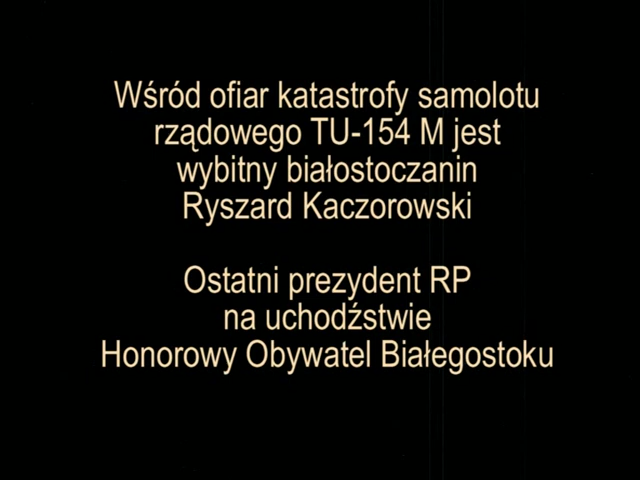 Wśród ofiar katastrofy samolotu
rządowego TU-154 M jest
wybitny białostoczanin
Ryszard Kaczorowski
Ostatni prezydent RP
na uchodźstwie
Honorowy Obywatel Białegostoku